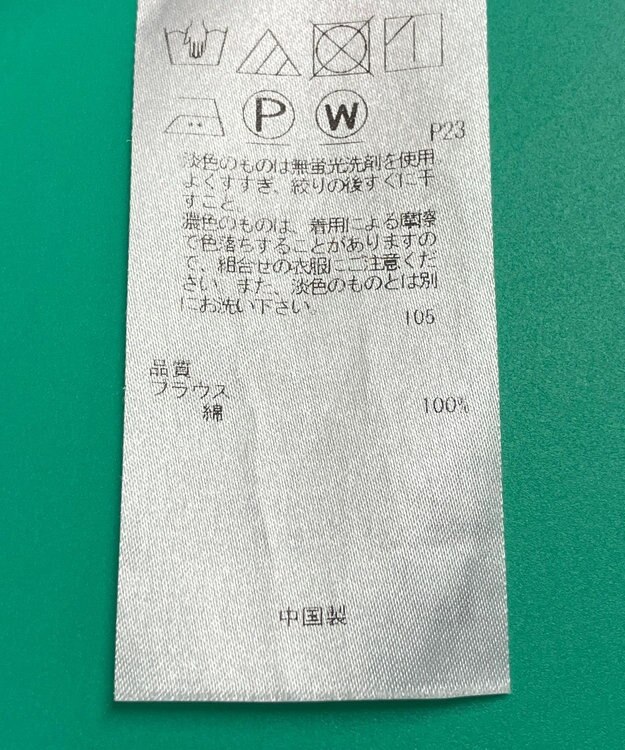 P W P23
淡色のものは無蛍光洗剤を使用
よくすすぎ、絞りの後すぐに干
すこと。
濃色のものは、着用による摩擦
で色落ちすることがありますの
で、組合せの衣服にご注意くだ
さい。また、淡色のものとは別
にお洗い下さい。
105
品質
ブラウス
綿 100%
中国製